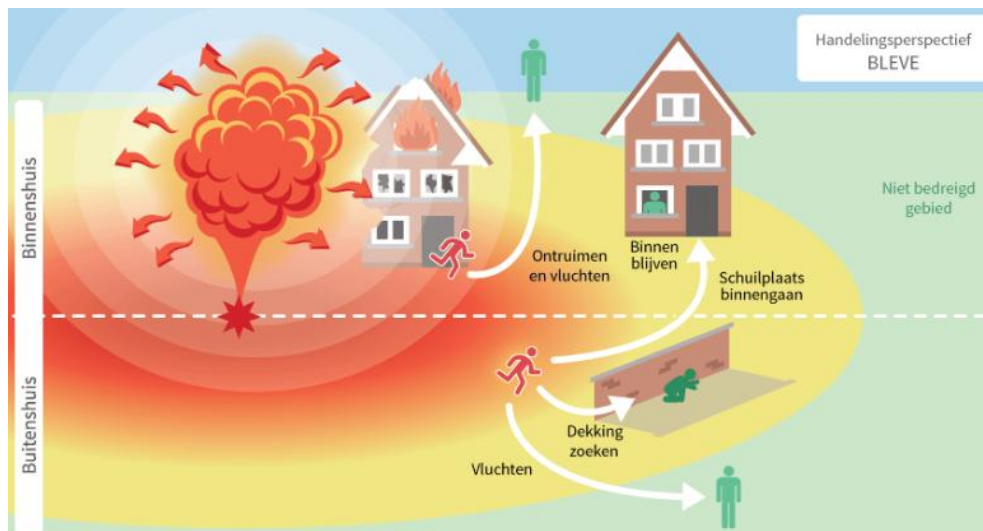 Handelingsperspectief
BLEVE
Binnenshuis
Niet bedreigd
gebied
Ontruimen
en vluchten
Binnen
blijven
Schuilplaats
binnengaan
Buitenshuis
Dekking
zoeken
Vluchten